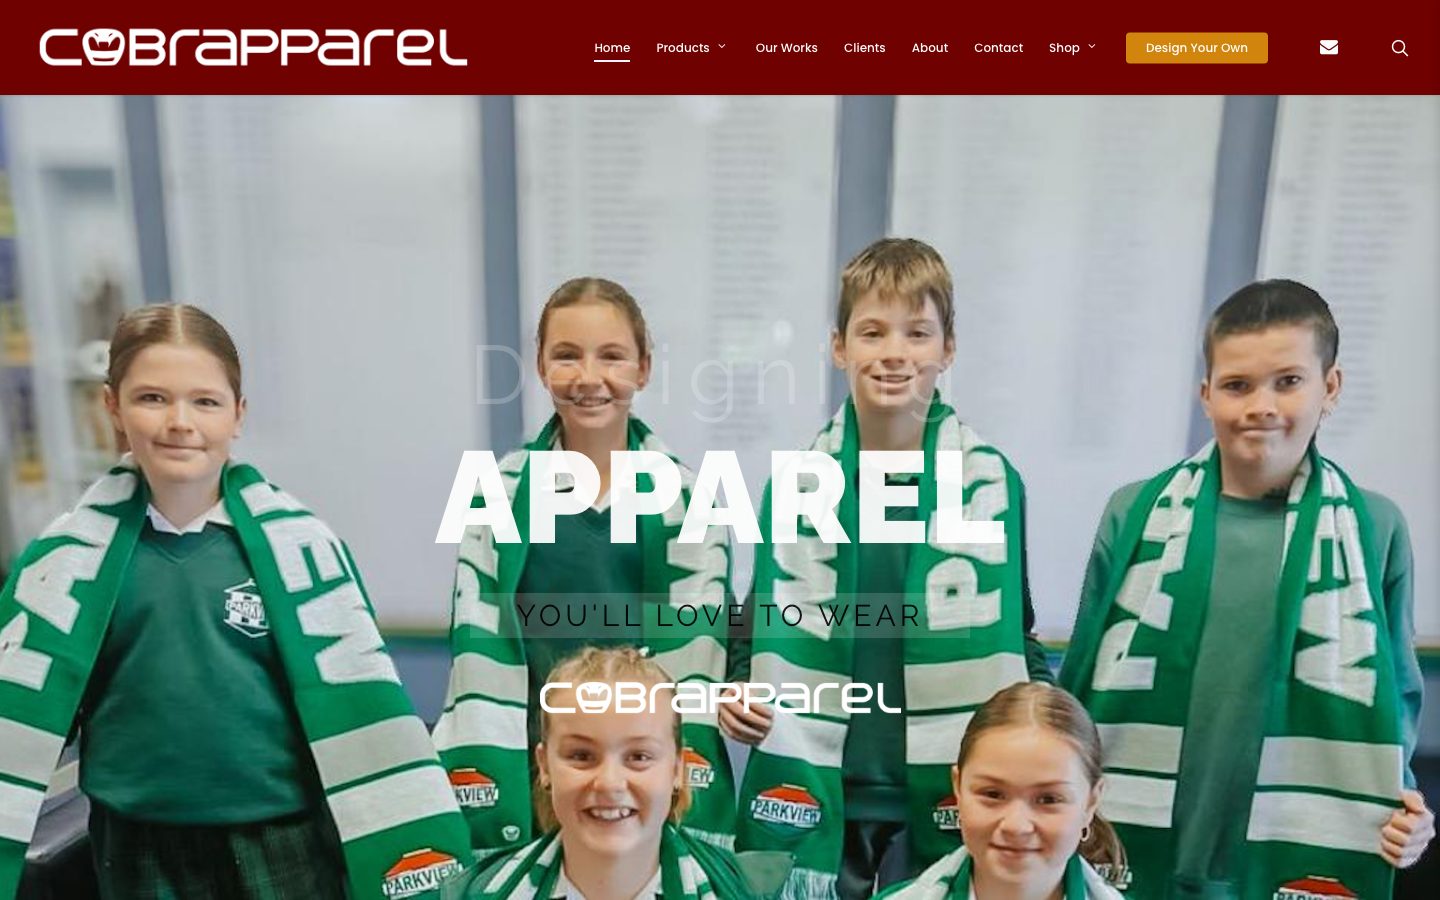 COBRAPPAREL
Home Products Our Works Clients About Contact Shop Design Your Own
Designing
APPAREL
YOU'LL LOVE TO WEAR
COBRAPPAREL
PARKVIEW
PARKVIEW
PARKVIEW